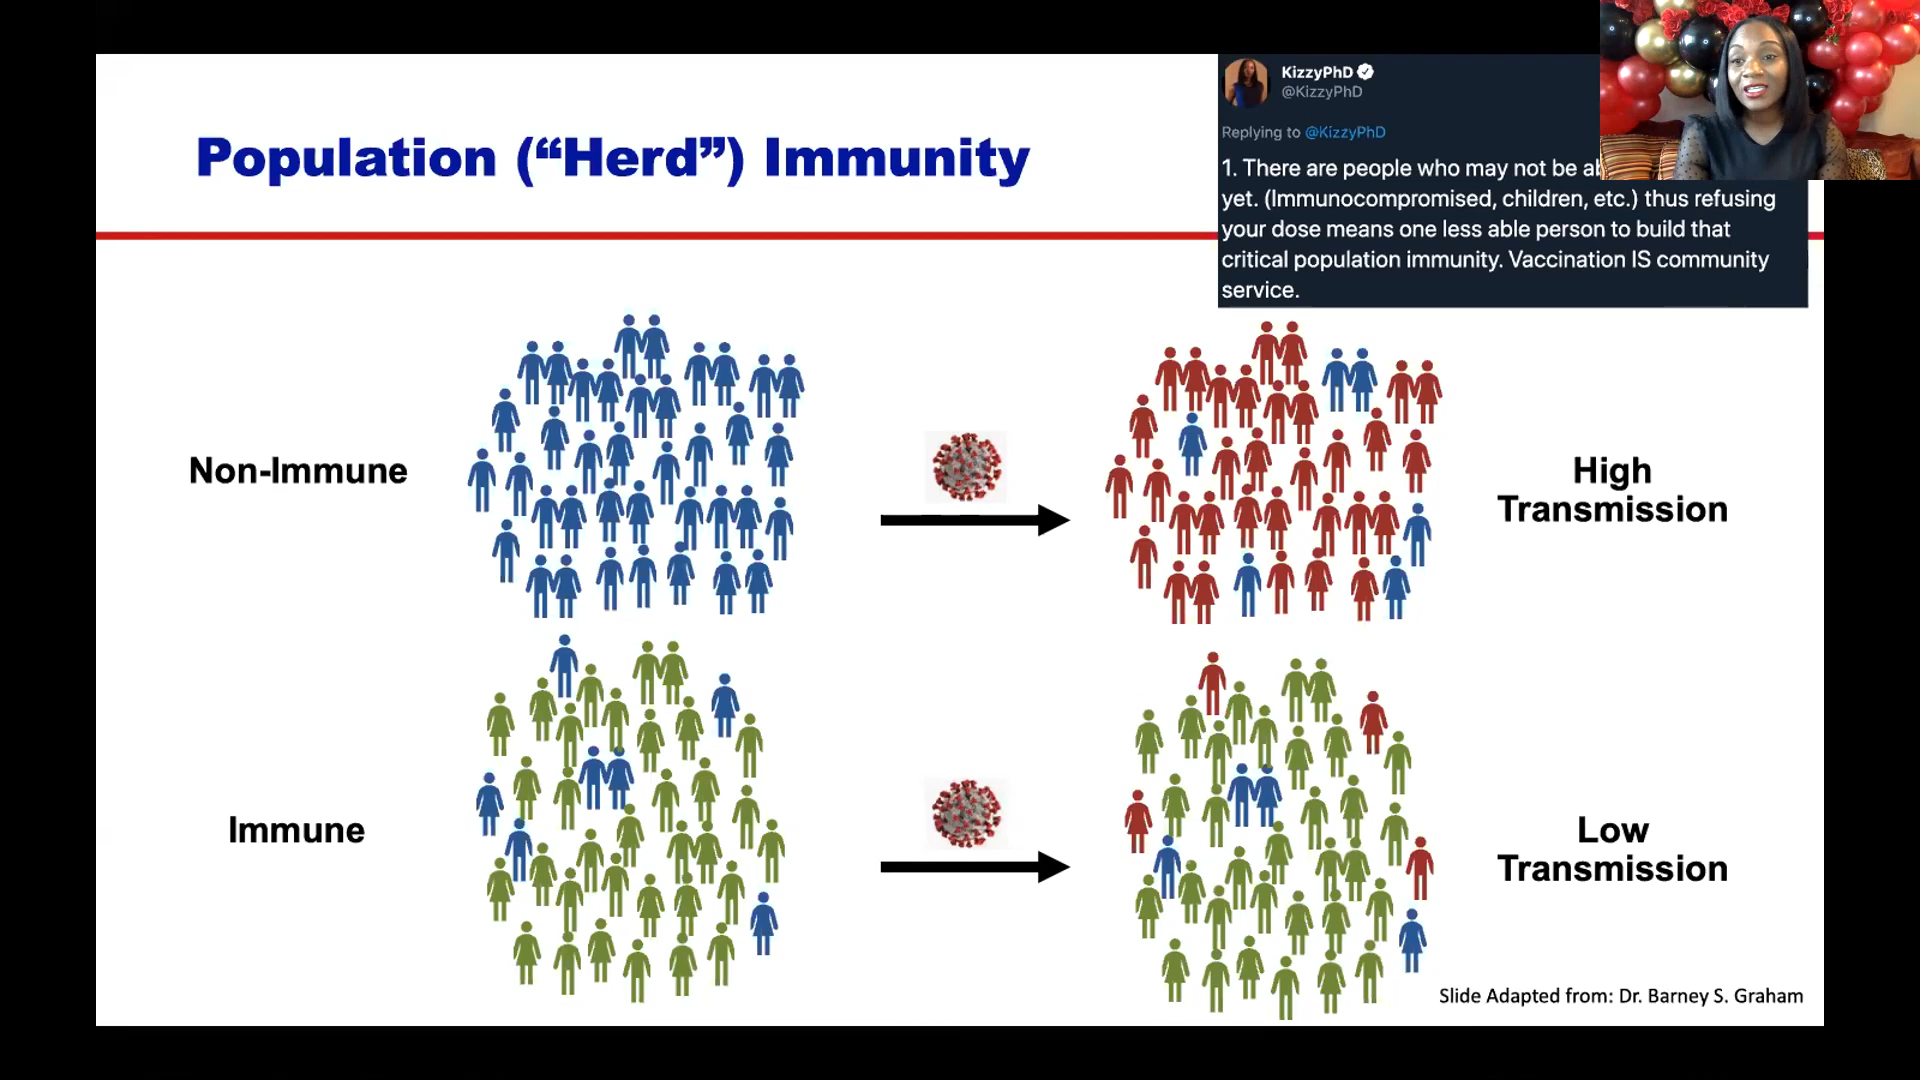 Population (“Herd”) Immunity
KizzyPhD
@KizzyPhD
Replying to @KizzyPhD
1. There are people who may not be
yet. (Immunocompromised, children, etc.) thus refusing
your dose means one less able person to build that
critical population immunity. Vaccination IS community
service.
Non-Immune
High
Transmission
Immune
Low
Transmission
Slide Adapted from: Dr. Barney S. Graham